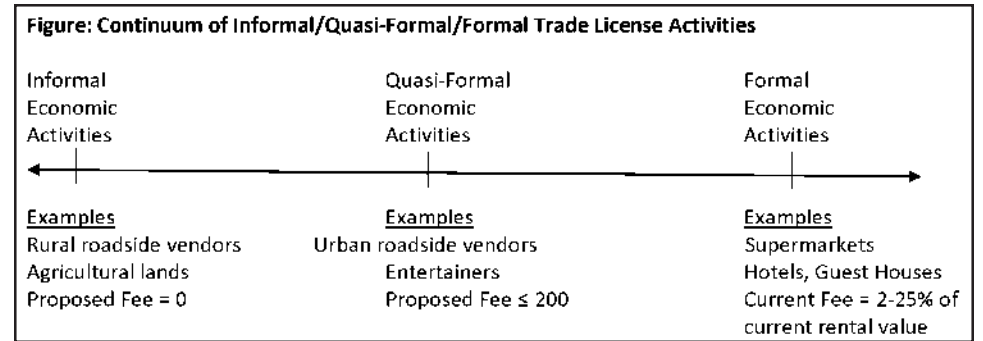 Figure: Continuum of Informal/Quasi-Formal/Formal Trade License Activities
Informal
Economic
Activities
Quasi-Formal
Economic
Activities
Formal
Economic
Activities
Examples
Rural roadside vendors
Agricultural lands
Proposed Fee = 0
Examples
Urban roadside vendors
Entertainers
Proposed Fee ≤ 200
Examples
Supermarkets
Hotels, Guest Houses
Current Fee = 2-25% of
current rental value